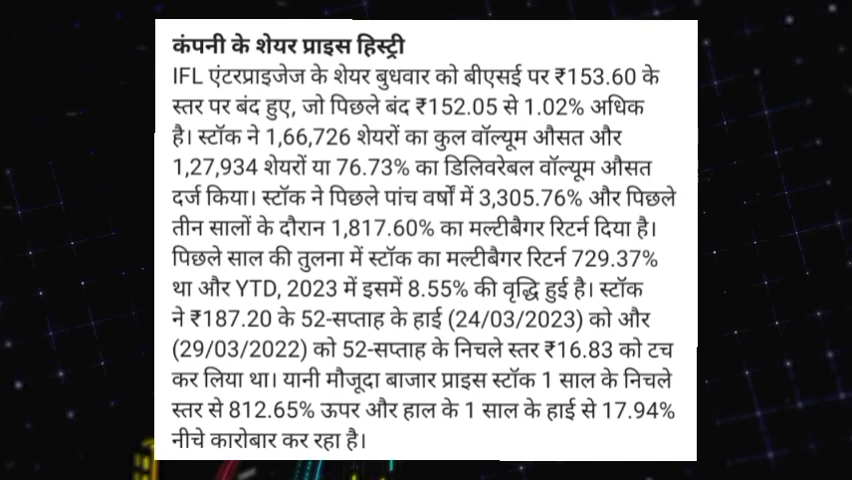 कंपनी के शेयर प्राइस हिस्ट्री
IFL एंटरप्राइजेज के शेयर बुधवार को बीएसई पर ₹153.60 के
स्तर पर बंद हुए, जो पिछले बंद ₹152.05 से 1.02% अधिक
है। स्टॉक ने 1,66,726 शेयरों का कुल वॉल्यूम औसत और
1,27,934 शेयरों या 76.73% का डिलिवरेबल वॉल्यूम औसत
दर्ज किया। स्टॉक ने पिछले पांच वर्षों में 3,305.76% और पिछले
तीन सालों के दौरान 1,817.60% का मल्टीबैगर रिटर्न दिया है।
पिछले साल की तुलना में स्टॉक का मल्टीबैगर रिटर्न 729.37%
था और YTD, 2023 में इसमें 8.55% की वृद्धि हुई है। स्टॉक
ने ₹187.20 के 52-सप्ताह के हाई (24/03/2023) को और
(29/03/2022) को 52-सप्ताह के निचले स्तर ₹16.83 को टच
कर लिया था। यानी मौजूदा बाजार प्राइस स्टॉक 1 साल के निचले
स्तर से 812.65% ऊपर और हाल के 1 साल के हाई से 17.94%
नीचे कारोबार कर रहा है।